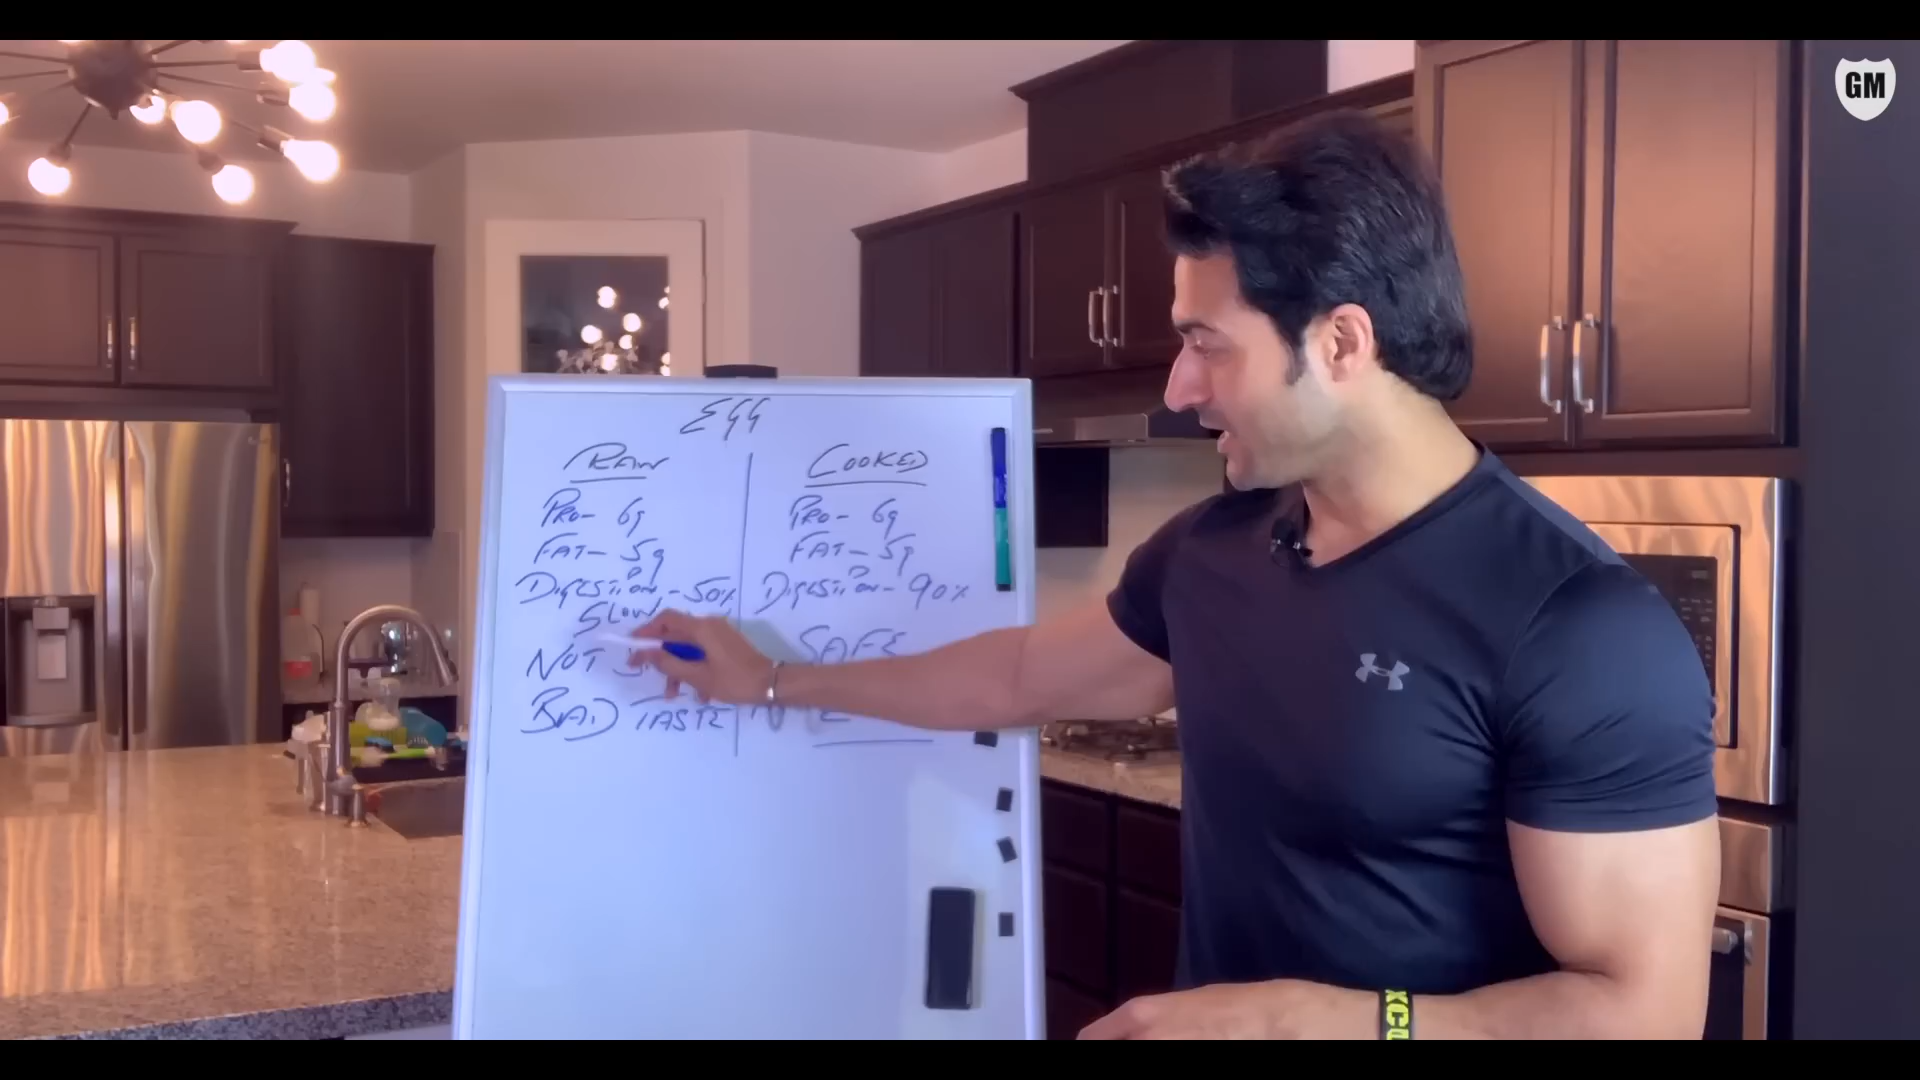 GM
EGG
RAW
PRO- 6g
FAT- 5g
DIGESTION - 50%
SLOW
NOT
BAD TASTE
COOKED
PRO- 6g
FAT- 5g
DIGESTION- 90%
SAFE